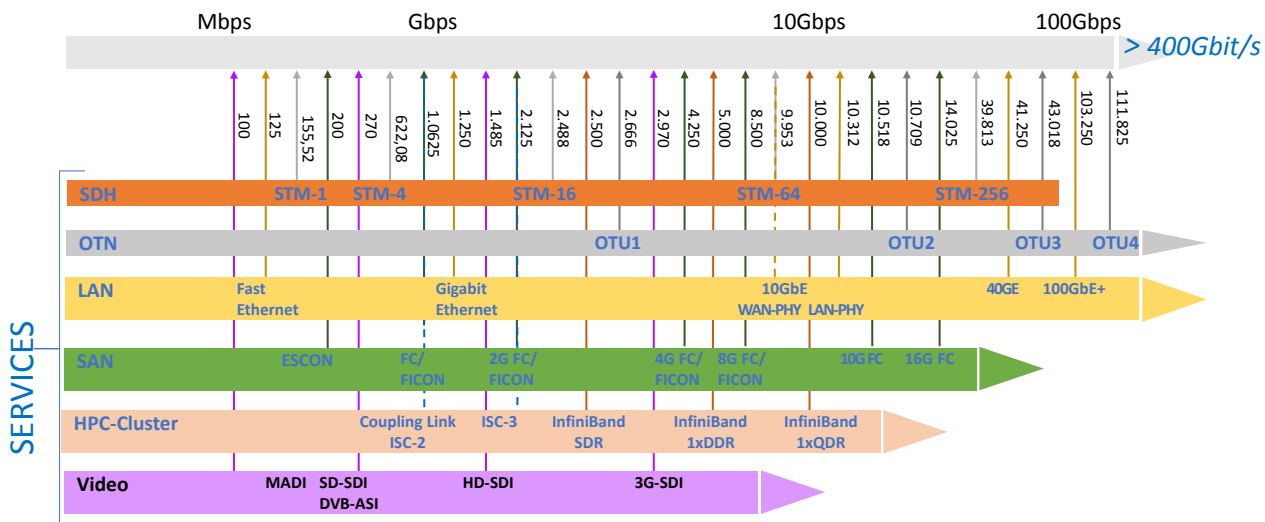 Mbps Gbps 10Gbps 100Gbps
> 400Gbit/s
100
125
155,52
200
270
622,08
1.0625
1.250
1.485
2.125
2.488
2.500
2.666
2.970
4.250
5.000
8.500
9.953
10.000
10.312
10.518
10.709
14.025
39.813
41.250
43.018
103.250
111.825
SERVICES
SDH STM-1 STM-4 STM-16 STM-64 STM-256
OTN OTU1 OTU2 OTU3 OTU4
LAN Fast Gigabit 10GbE 40GE 100GbE+
Ethernet Ethernet WAN-PHY LAN-PHY
SAN ESCON FC/ 2G FC/ 4G FC/ 8G FC/ 10G FC 16G FC
FICON FICON FICON FICON
HPC-Cluster Coupling Link ISC-3 InfiniBand InfiniBand InfiniBand
ISC-2 SDR 1xDDR 1xQDR
Video MADI SD-SDI HD-SDI 3G-SDI
DVB-ASI